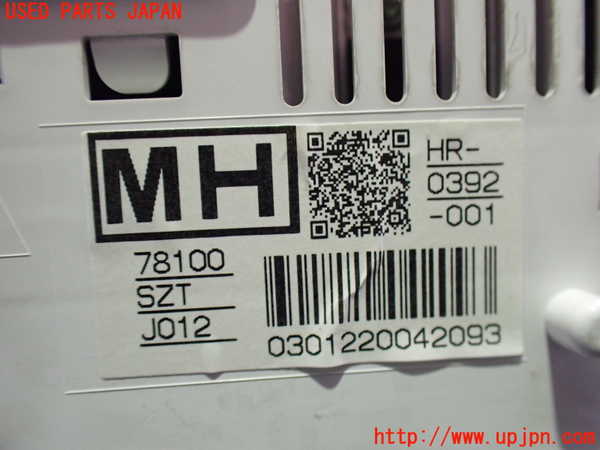 USED PARTS JAPAN
MH
HR-
0392
-001
78100
SZT
J012
0301220042093
http://www.upjpn.com/